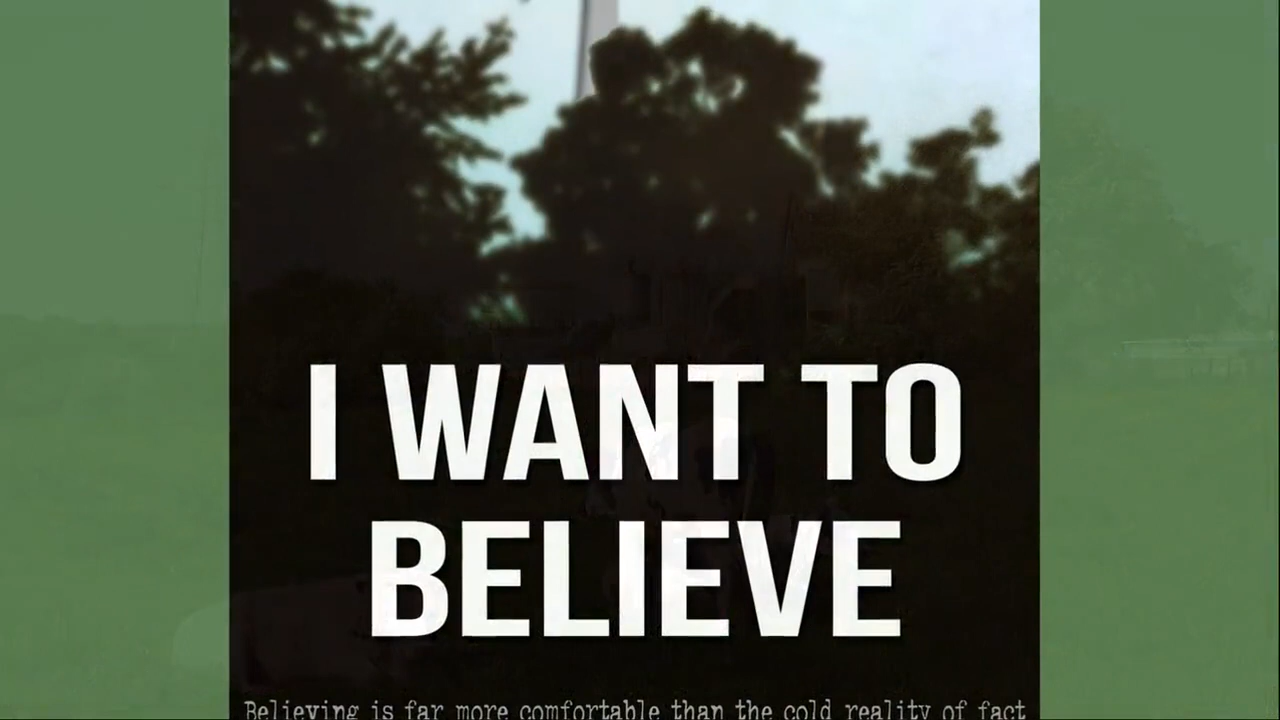 I WANT TO
BELIEVE
Believing is far more comfortable than the cold reality of fact